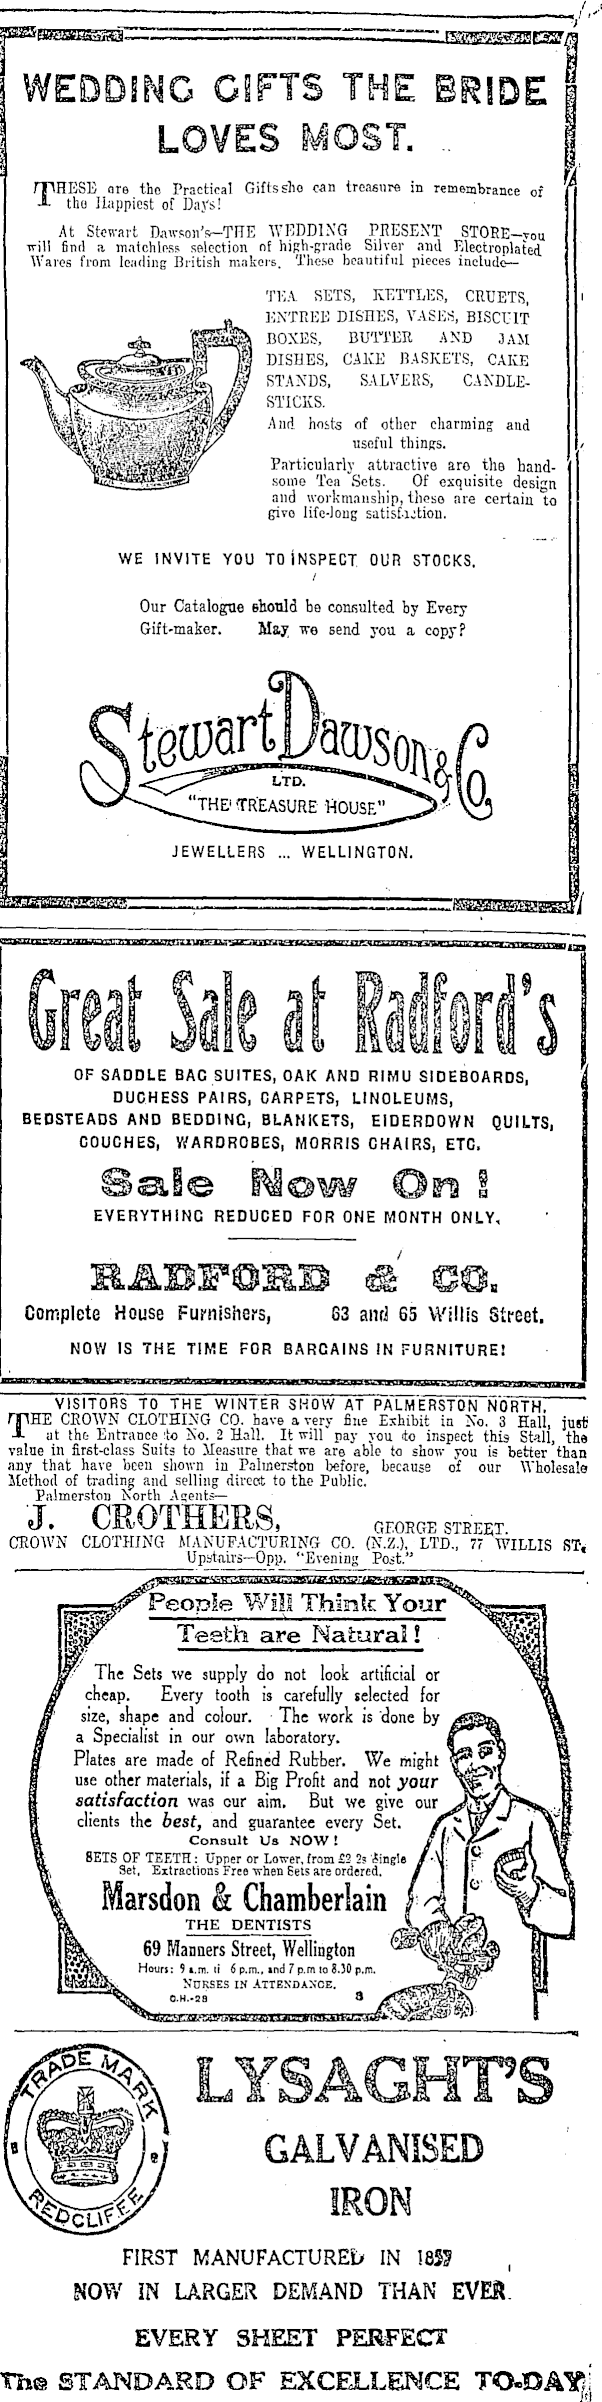 WEDDING GIFTS THE BRIDE
LOVES MOST.
THESE are the Practical Gifts she can treasure in remembrance of
the Happiest of Days!
At Stewart Dawson's—THE WEDDING PRESENT STORE—you
will find a matchless selection of high-grade Silver and Electroplated
Wares from leading British makers. These beautiful pieces include—
TEA SETS, KETTLES, CRUETS,
ENTREE DISHES, VASES, BISCUIT
BOXES, BUTTER AND JAM
DISHES, CAKE BASKETS, CAKE
STANDS, SALVERS, CANDLE-
STICKS.
And hosts of other charming and
useful things.
Particularly attractive are the hand-
some Tea Sets. Of exquisite design
and workmanship, these are certain to
give life-long satisfaction.
WE INVITE YOU TO INSPECT OUR STOCKS.
Our Catalogue should be consulted by Every
Gift-maker. May we send you a copy?
Stewart Dawson & Co.
LTD.
"THE TREASURE HOUSE"
JEWELLERS ... WELLINGTON.
Great Sale at Radford's
OF SADDLE BAG SUITES, OAK AND RIMU SIDEBOARDS,
DUCHESS PAIRS, CARPETS, LINOLEUMS,
BEDSTEADS AND BEDDING, BLANKETS, EIDERDOWN QUILTS,
COUCHES, WARDROBES, MORRIS CHAIRS, ETC.
Sale Now On!
EVERYTHING REDUCED FOR ONE MONTH ONLY.
RADFORD & CO.
Complete House Furnishers, 63 and 65 Willis Street.
NOW IS THE TIME FOR BARGAINS IN FURNITURE!
VISITORS TO THE WINTER SHOW AT PALMERSTON NORTH.
THE CROWN CLOTHING CO. have a very fine Exhibit in No. 3 Hall, just
at the Entrance to No. 2 Hall. It will pay you to inspect this Stall, the
value in first-class Suits to Measure that we are able to show you is better than
any that have been shown in Palmerston before, because of our Wholesale
Method of trading and selling direct to the Public.
Palmerston North Agents—
J. CROTHERS, GEORGE STREET.
CROWN CLOTHING MANUFACTURING CO. (N.Z.), LTD., 77 WILLIS ST.
Upstairs—Opp. "Evening Post."
People Will Think Your
Teeth are Natural!
The Sets we supply do not look artificial or
cheap. Every tooth is carefully selected for
size, shape and colour. The work is done by
a Specialist in our own laboratory.
Plates are made of Refined Rubber. We might
use other materials, if a Big Profit and not your
satisfaction was our aim. But we give our
clients the best, and guarantee every Set.
Consult Us NOW!
SETS OF TEETH: Upper or Lower, from £2 2s Single
Set, Extractions Free when Sets are ordered.
Marsdon & Chamberlain
THE DENTISTS
69 Manners Street, Wellington
Hours: 9 a.m. ti 6 p.m., and 7 p.m to 8.30 p.m.
NURSES IN ATTENDANCE.
C.H.-28 3
TRADE MARK
REDCLIFFE
LYSAGHT'S
GALVANISED
IRON
FIRST MANUFACTURED IN 1857
NOW IN LARGER DEMAND THAN EVER.
EVERY SHEET PERFECT
The STANDARD OF EXCELLENCE TO-DAY